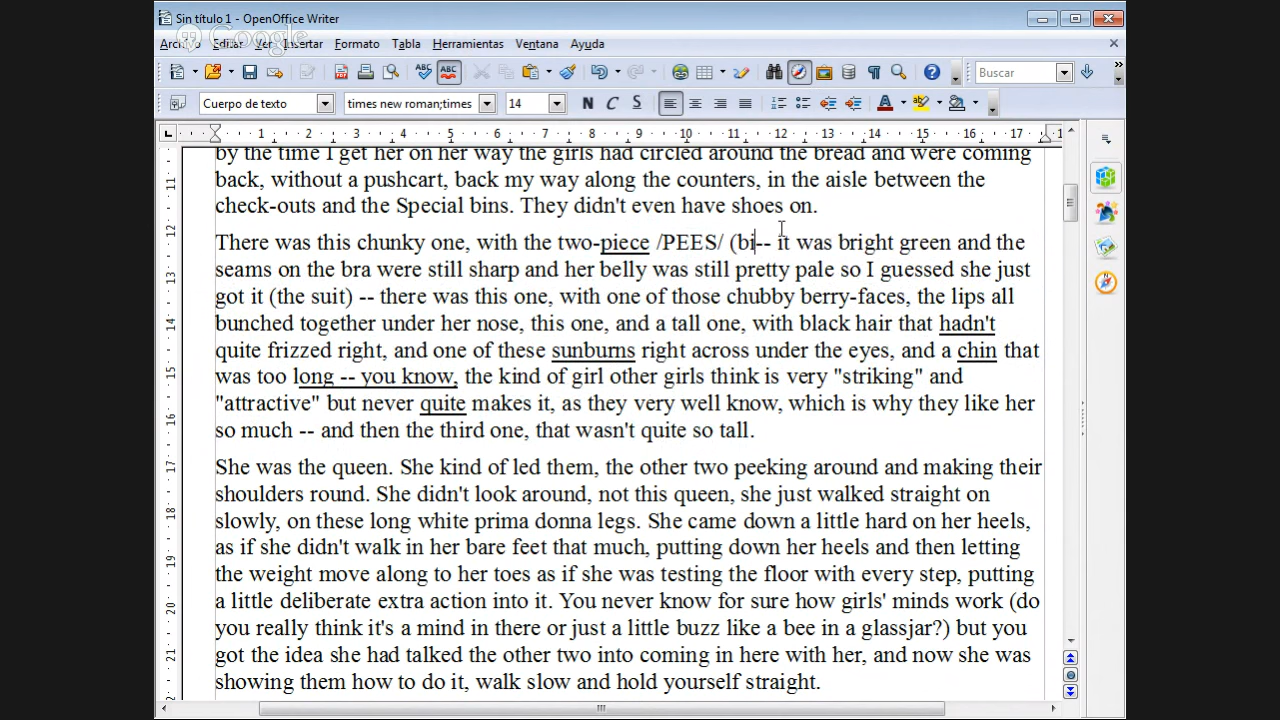 Sin título 1 - OpenOffice Writer
Google
Archivo Editar Ver Insertar Formato Tabla Herramientas Ventana Ayuda
Buscar
Cuerpo de texto times new roman;times 14 N C S
1 2 3 4 5 6 7 8 9 10 11 12 13 14 15 16 17
by the time I get her on her way the girls had circled around the bread and were coming
back, without a pushcart, back my way along the counters, in the aisle between the
check-outs and the Special bins. They didn't even have shoes on.
There was this chunky one, with the two-piece /PEES/ (bi-- it was bright green and the
seams on the bra were still sharp and her belly was still pretty pale so I guessed she just
got it (the suit) -- there was this one, with one of those chubby berry-faces, the lips all
bunched together under her nose, this one, and a tall one, with black hair that hadn't
quite frizzed right, and one of these sunburns right across under the eyes, and a chin that
was too long -- you know, the kind of girl other girls think is very "striking" and
"attractive" but never quite makes it, as they very well know, which is why they like her
so much -- and then the third one, that wasn't quite so tall.
She was the queen. She kind of led them, the other two peeking around and making their
shoulders round. She didn't look around, not this queen, she just walked straight on
slowly, on these long white prima donna legs. She came down a little hard on her heels,
as if she didn't walk in her bare feet that much, putting down her heels and then letting
the weight move along to her toes as if she was testing the floor with every step, putting
a little deliberate extra action into it. You never know for sure how girls' minds work (do
you really think it's a mind in there or just a little buzz like a bee in a glassjar?) but you
got the idea she had talked the other two into coming in here with her, and now she was
showing them how to do it, walk slow and hold yourself straight.